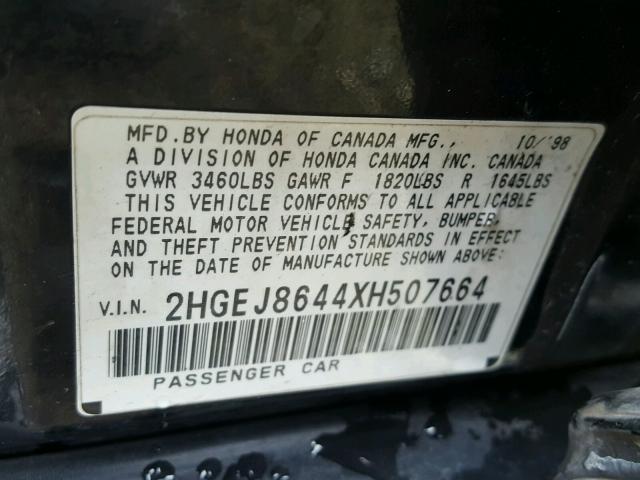 MFD. BY HONDA OF CANADA MFG., 10/'98
A DIVISION OF HONDA CANADA INC. CANADA
GVWR 3460LBS GAWR F 1820LBS R 1645LBS
THIS VEHICLE CONFORMS TO ALL APPLICABLE
FEDERAL MOTOR VEHICLE SAFETY, BUMPER,
AND THEFT PREVENTION STANDARDS IN EFFECT
ON THE DATE OF MANUFACTURE SHOWN ABOVE:
V.I.N. 2HGEJ8644XH507664
PASSENGER CAR